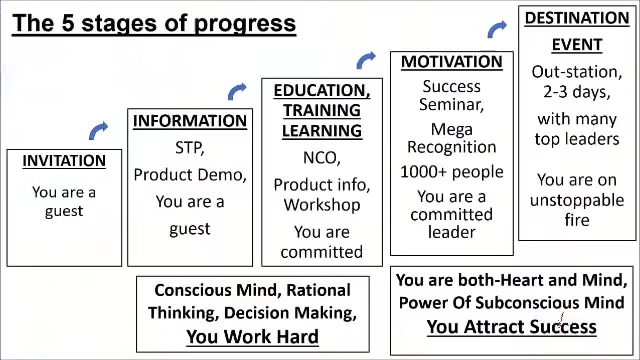 The 5 stages of progress
INVITATION
You are a
guest
INFORMATION
STP,
Product Demo,
You are a
guest
EDUCATION,
TRAINING
LEARNING
NCO,
Product info,
Workshop
You are
committed
MOTIVATION
Success
Seminar,
Mega
Recognition
1000+ people
You are a
committed
leader
DESTINATION
EVENT
Out-station,
2-3 days,
with many
top leaders
You are on
unstoppable
fire
Conscious Mind, Rational
Thinking, Decision Making,
You Work Hard
You are both-Heart and Mind,
Power Of Subconscious Mind
You Attract Success